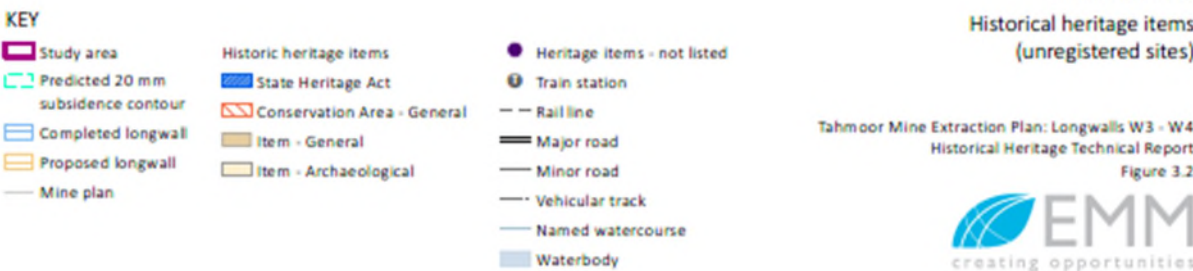 KEY
Study area
Predicted 20 mm
subsidence contour
Completed longwall
Proposed longwall
Mine plan
Historic heritage items
State Heritage Act
Conservation Area - General
Item - General
Item - Archaeological
Heritage items - not listed
Train station
Rail line
Major road
Minor road
Vehicular track
Named watercourse
Waterbody
Historical heritage items
(unregistered sites)
Tahmoor Mine Extraction Plan: Longwalls W3 - W4
Historical Heritage Technical Report
Figure 3.2
EMM
creating opportunities